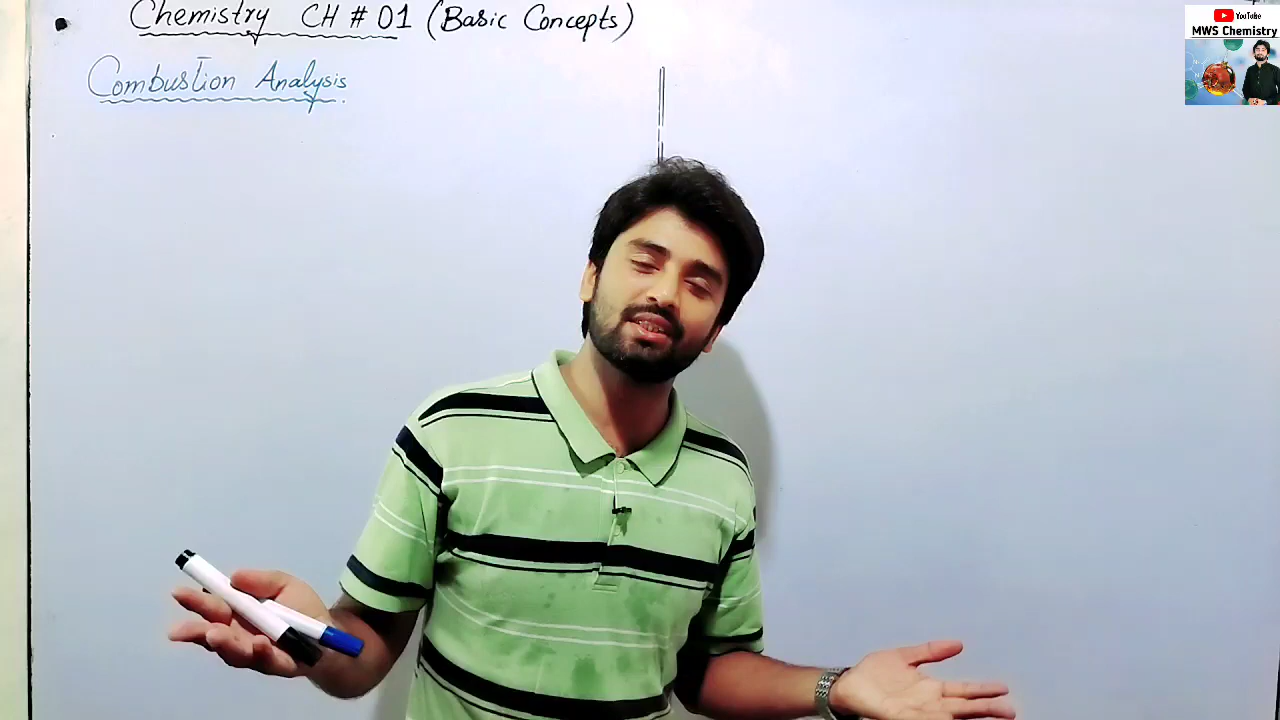 Chemistry CH # 01 (Basic Concepts)
Combustion Analysis
YouTube
MWS Chemistry